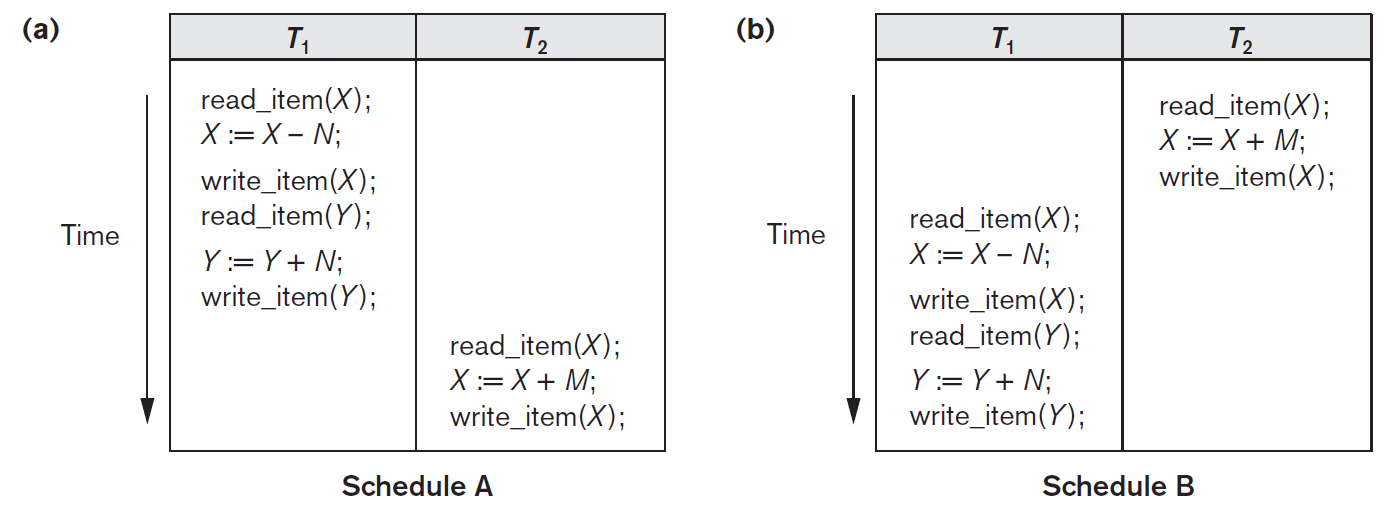 (a)
T₁ T₂
read_item(X);
X := X – N;
write_item(X);
read_item(Y);
Time
Y := Y + N;
write_item(Y);
read_item(X);
X := X + M;
write_item(X);
Schedule A
(b)
T₁ T₂
read_item(X);
X := X + M;
write_item(X);
read_item(X);
Time
X := X – N;
write_item(X);
read_item(Y);
Y := Y + N;
write_item(Y);
Schedule B